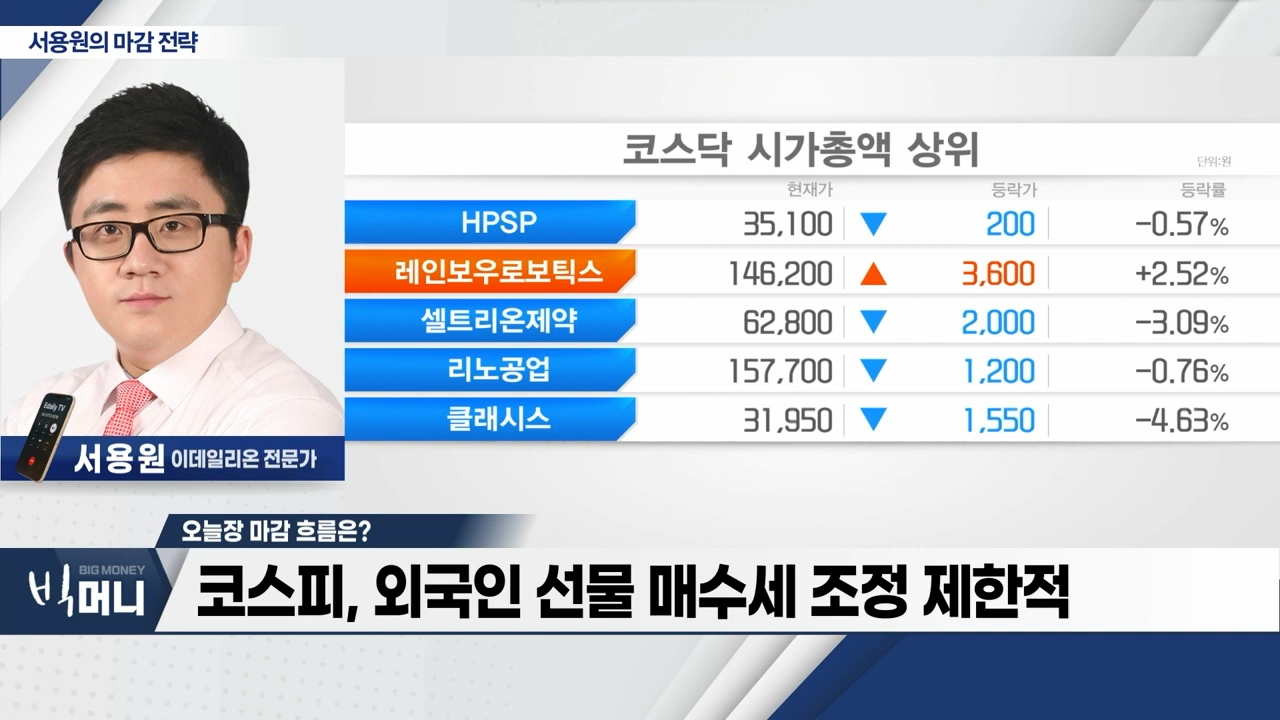 서용원의 마감 전략
코스닥 시가총액 상위
단위:원
현재가 등락가 등락률
HPSP 35,100 ▼ 200 -0.57%
레인보우로보틱스 146,200 ▲ 3,600 +2.52%
셀트리온제약 62,800 ▼ 2,000 -3.09%
리노공업 157,700 ▼ 1,200 -0.76%
클래시스 31,950 ▼ 1,550 -4.63%
Edaily TV
서용원 이데일리온 전문가
오늘장 마감 흐름은?
BIG MONEY
빅머니
코스피, 외국인 선물 매수세 조정 제한적